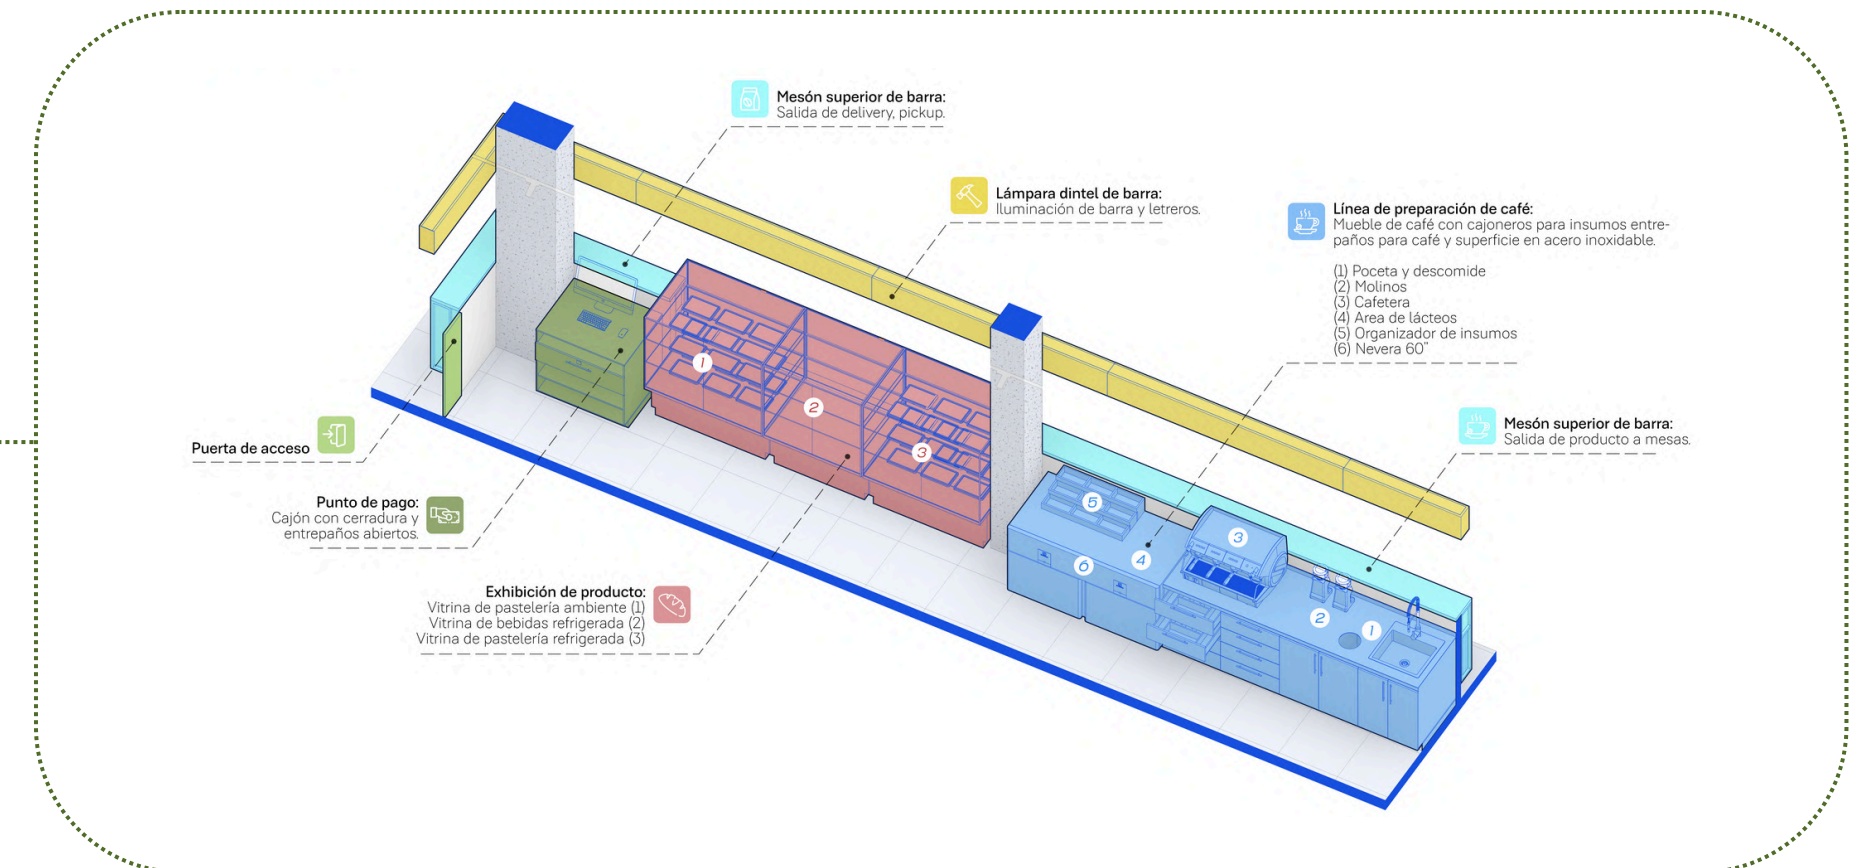 Mesón superior de barra:
Salida de delivery, pickup.
Lámpara dintel de barra:
Iluminación de barra y letreros.
Línea de preparación de café:
Mueble de café con cajoneros para insumos entre-
paños para café y superficie en acero inoxidable.
(1) Poceta y descomide
(2) Molinos
(3) Cafetera
(4) Area de lácteos
(5) Organizador de insumos
(6) Nevera 60"
Mesón superior de barra:
Salida de producto a mesas.
Puerta de acceso
Punto de pago:
Cajón con cerradura y
entrepaños abiertos.
Exhibición de producto:
Vitrina de pastelería ambiente (1)
Vitrina de bebidas refrigerada (2)
Vitrina de pastelería refrigerada (3)
1
2
3
5
4
6
3
2
1